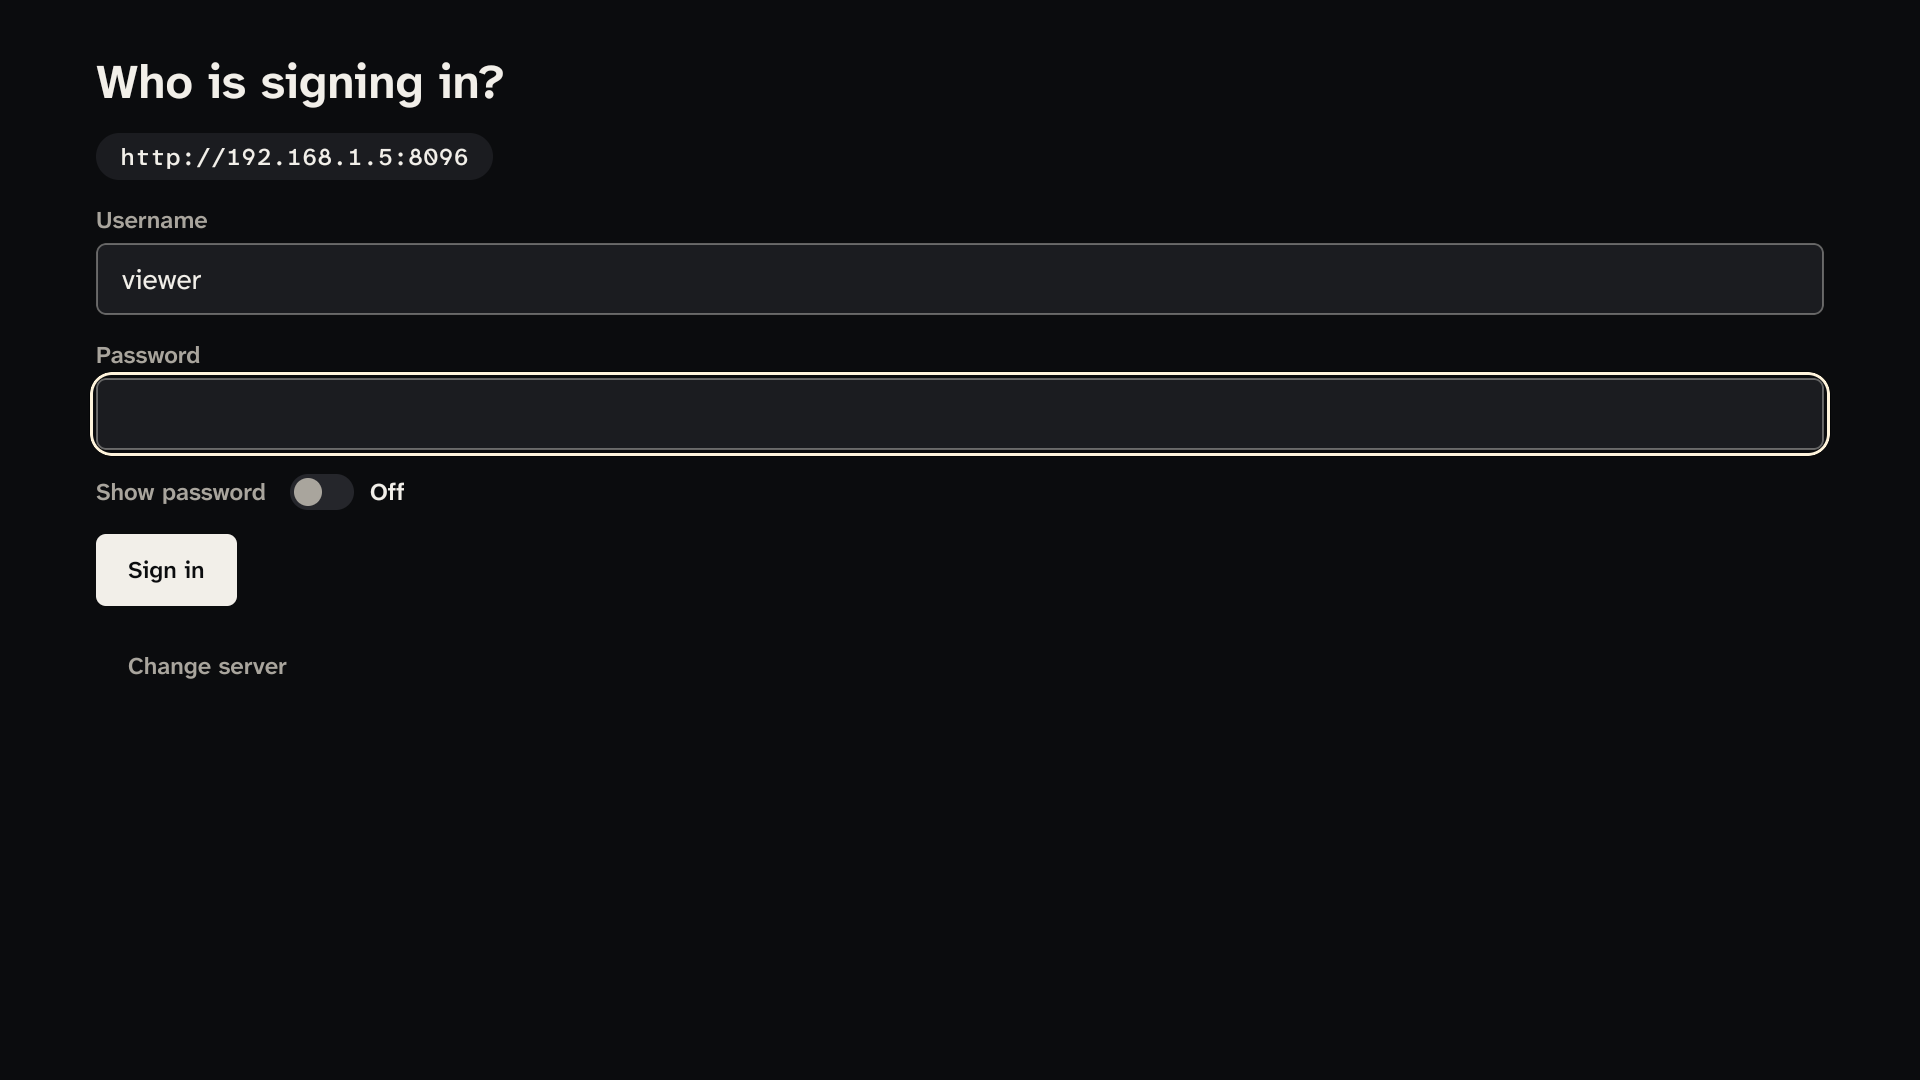 Who is signing in?
http://192.168.1.5:8096
Username
viewer
Password
Show password Off
Sign in
Change server